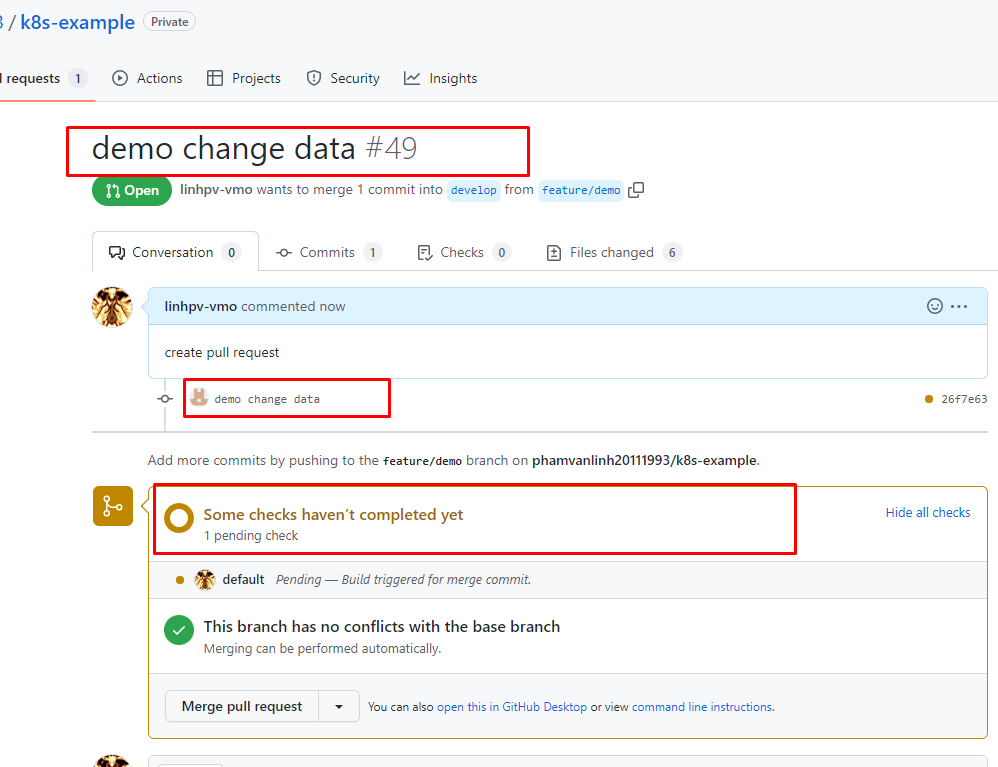 / k8s-example Private
requests 1 Actions Projects Security Insights
demo change data #49
Open linhpv-vmo wants to merge 1 commit into develop from feature/demo
Conversation 0 Commits 1 Checks 0 Files changed 6
linhpv-vmo commented now
create pull request
demo change data 26f7e63
Add more commits by pushing to the feature/demo branch on phamvanlinh20111993/k8s-example.
Some checks haven't completed yet
1 pending check
Hide all checks
default Pending — Build triggered for merge commit.
This branch has no conflicts with the base branch
Merging can be performed automatically.
Merge pull request You can also open this in GitHub Desktop or view command line instructions.